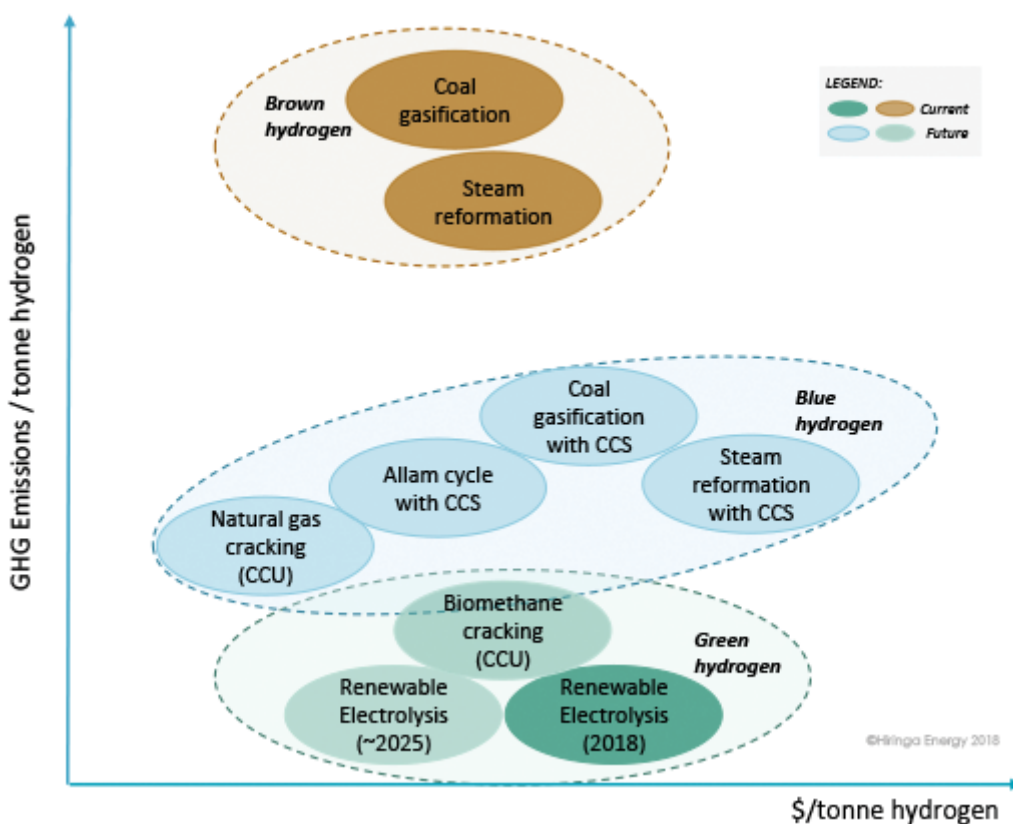 GHG Emissions / tonne hydrogen
Brown
hydrogen
Coal
gasification
Steam
reformation
LEGEND:
Current
Future
Blue
hydrogen
Coal
gasification
with CCS
Steam
reformation
with CCS
Allam cycle
with CCS
Natural gas
cracking
(CCU)
Green
hydrogen
Biomethane
cracking
(CCU)
Renewable
Electrolysis
(~2025)
Renewable
Electrolysis
(2018)
©Hiringa Energy 2018
$/tonne hydrogen